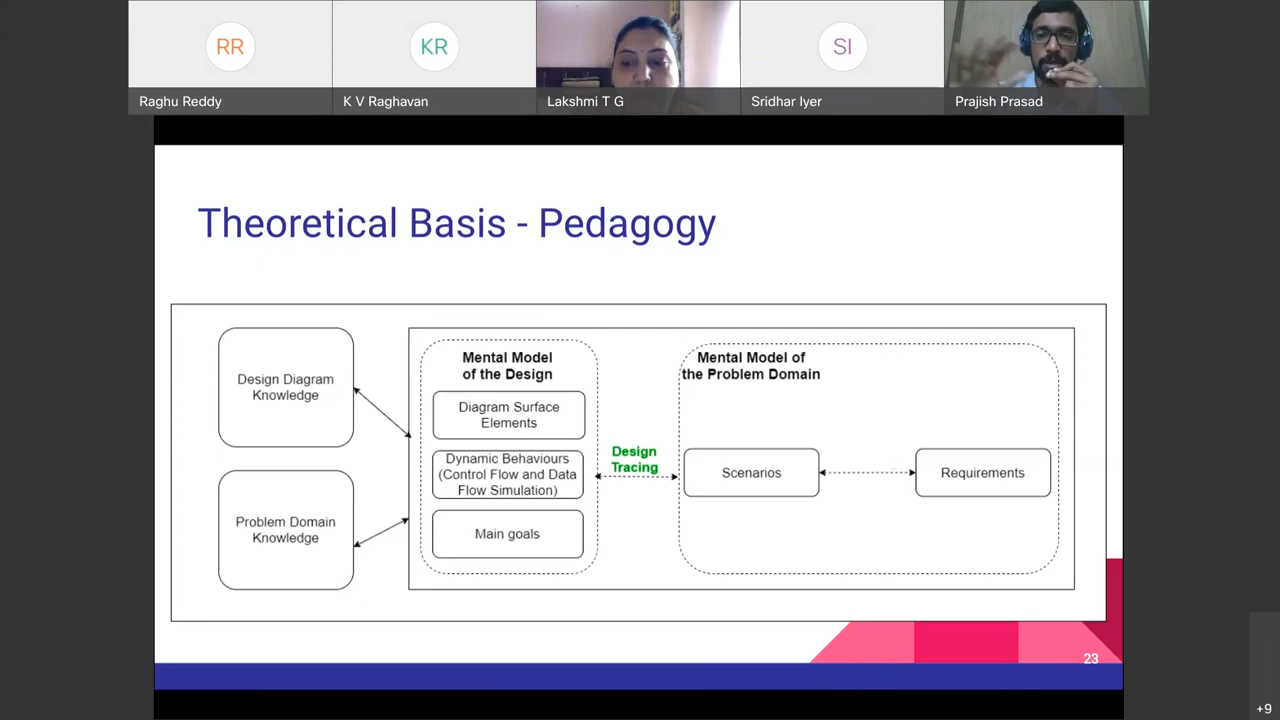 RR
KR
SI
Raghu Reddy
K V Raghavan
Lakshmi T G
Sridhar Iyer
Prajish Prasad
Theoretical Basis - Pedagogy
Design Diagram
Knowledge
Problem Domain
Knowledge
Mental Model
of the Design
Diagram Surface
Elements
Dynamic Behaviours
(Control Flow and Data
Flow Simulation)
Main goals
Design
Tracing
Mental Model of
the Problem Domain
Scenarios
Requirements
23
+9